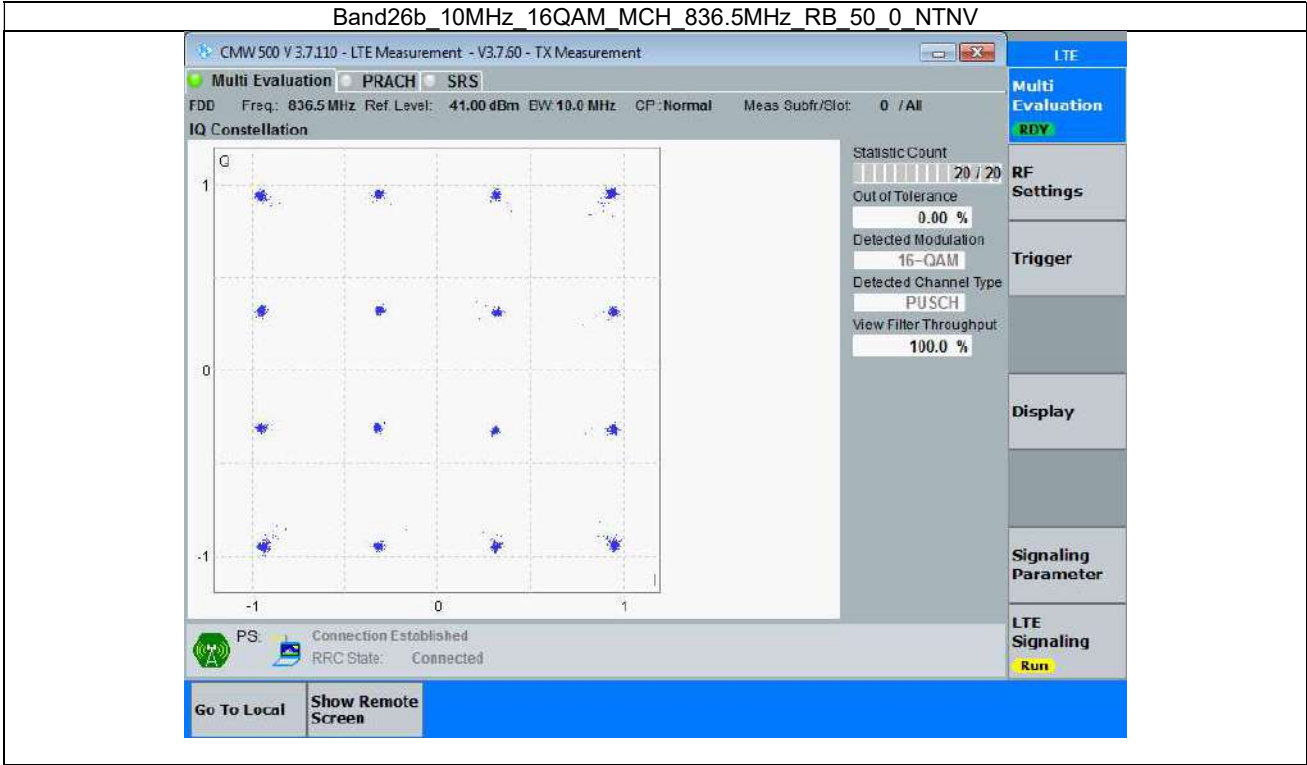 Band26b_10MHz_16QAM_MCH_836.5MHz_RB_50_0_NTNV
CMW 500 V 3.7.110 - LTE Measurement - V3.7.60 - TX Measurement
LTE
Multi Evaluation PRACH SRS
FDD Freq.: 836.5 MHz Ref. Level: 41.00 dBm BW: 10.0 MHz CP: Normal Meas Subfr/Slot: 0 / All
IQ Constellation
Q
1
0
-1
-1 0 1
I
Statistic Count
20 / 20
Out of Tolerance
0.00 %
Detected Modulation
16-QAM
Detected Channel Type
PUSCH
View Filter Throughput
100.0 %
Multi
Evaluation
RDY
RF
Settings
Trigger
Display
Signaling
Parameter
LTE
Signaling
Run
PS: Connection Established
RRC State: Connected
Go To Local
Show Remote
Screen